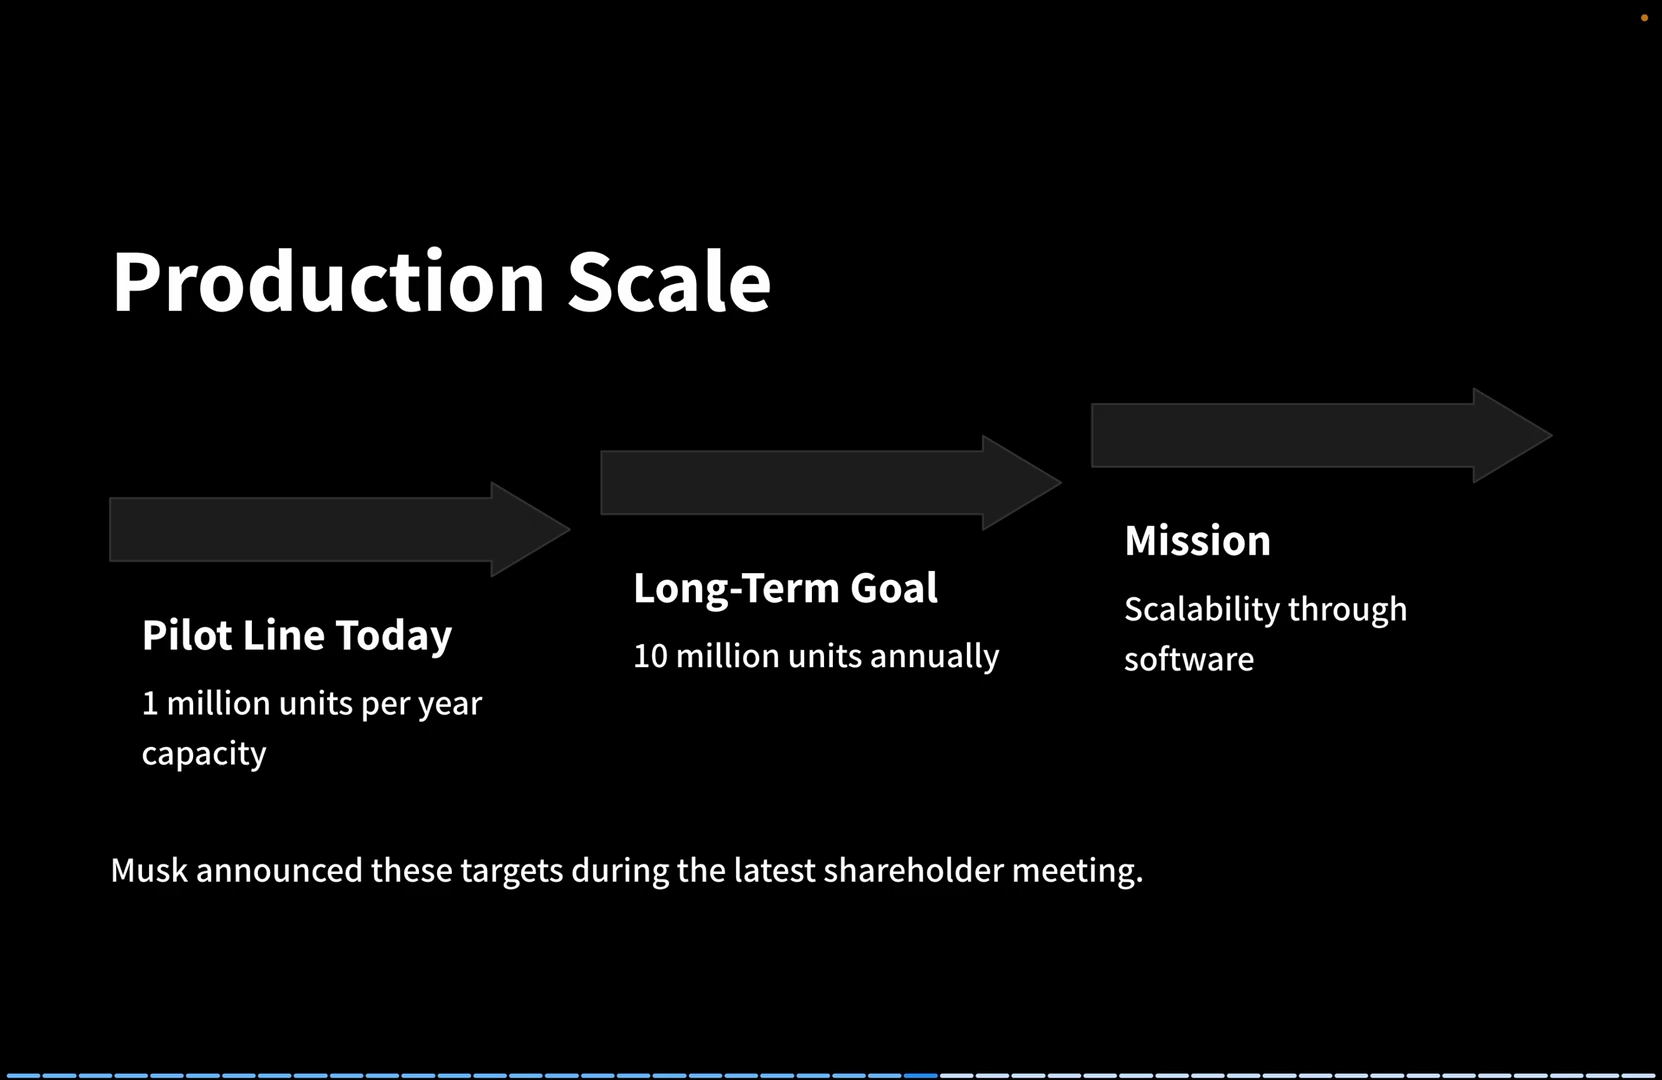 Production Scale
Pilot Line Today
1 million units per year
capacity
Long-Term Goal
10 million units annually
Mission
Scalability through
software
Musk announced these targets during the latest shareholder meeting.